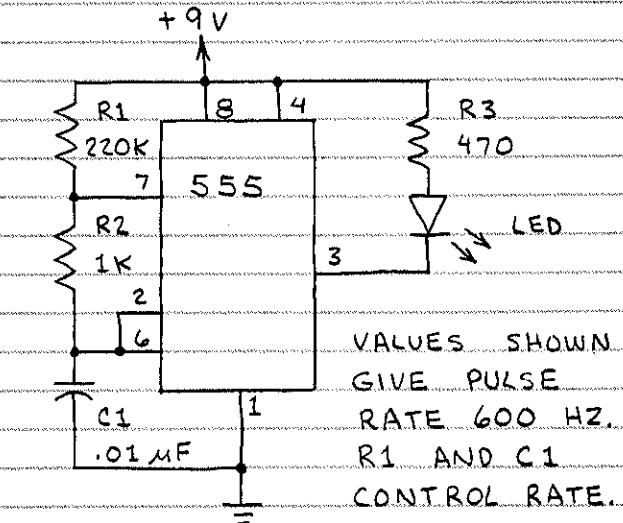 +9V
R1
220K
8
4
R3
470
7
555
R2
1K
3
LED
2
6
C1
.01 µF
1
VALUES SHOWN
GIVE PULSE
RATE 600 HZ.
R1 AND C1
CONTROL RATE.